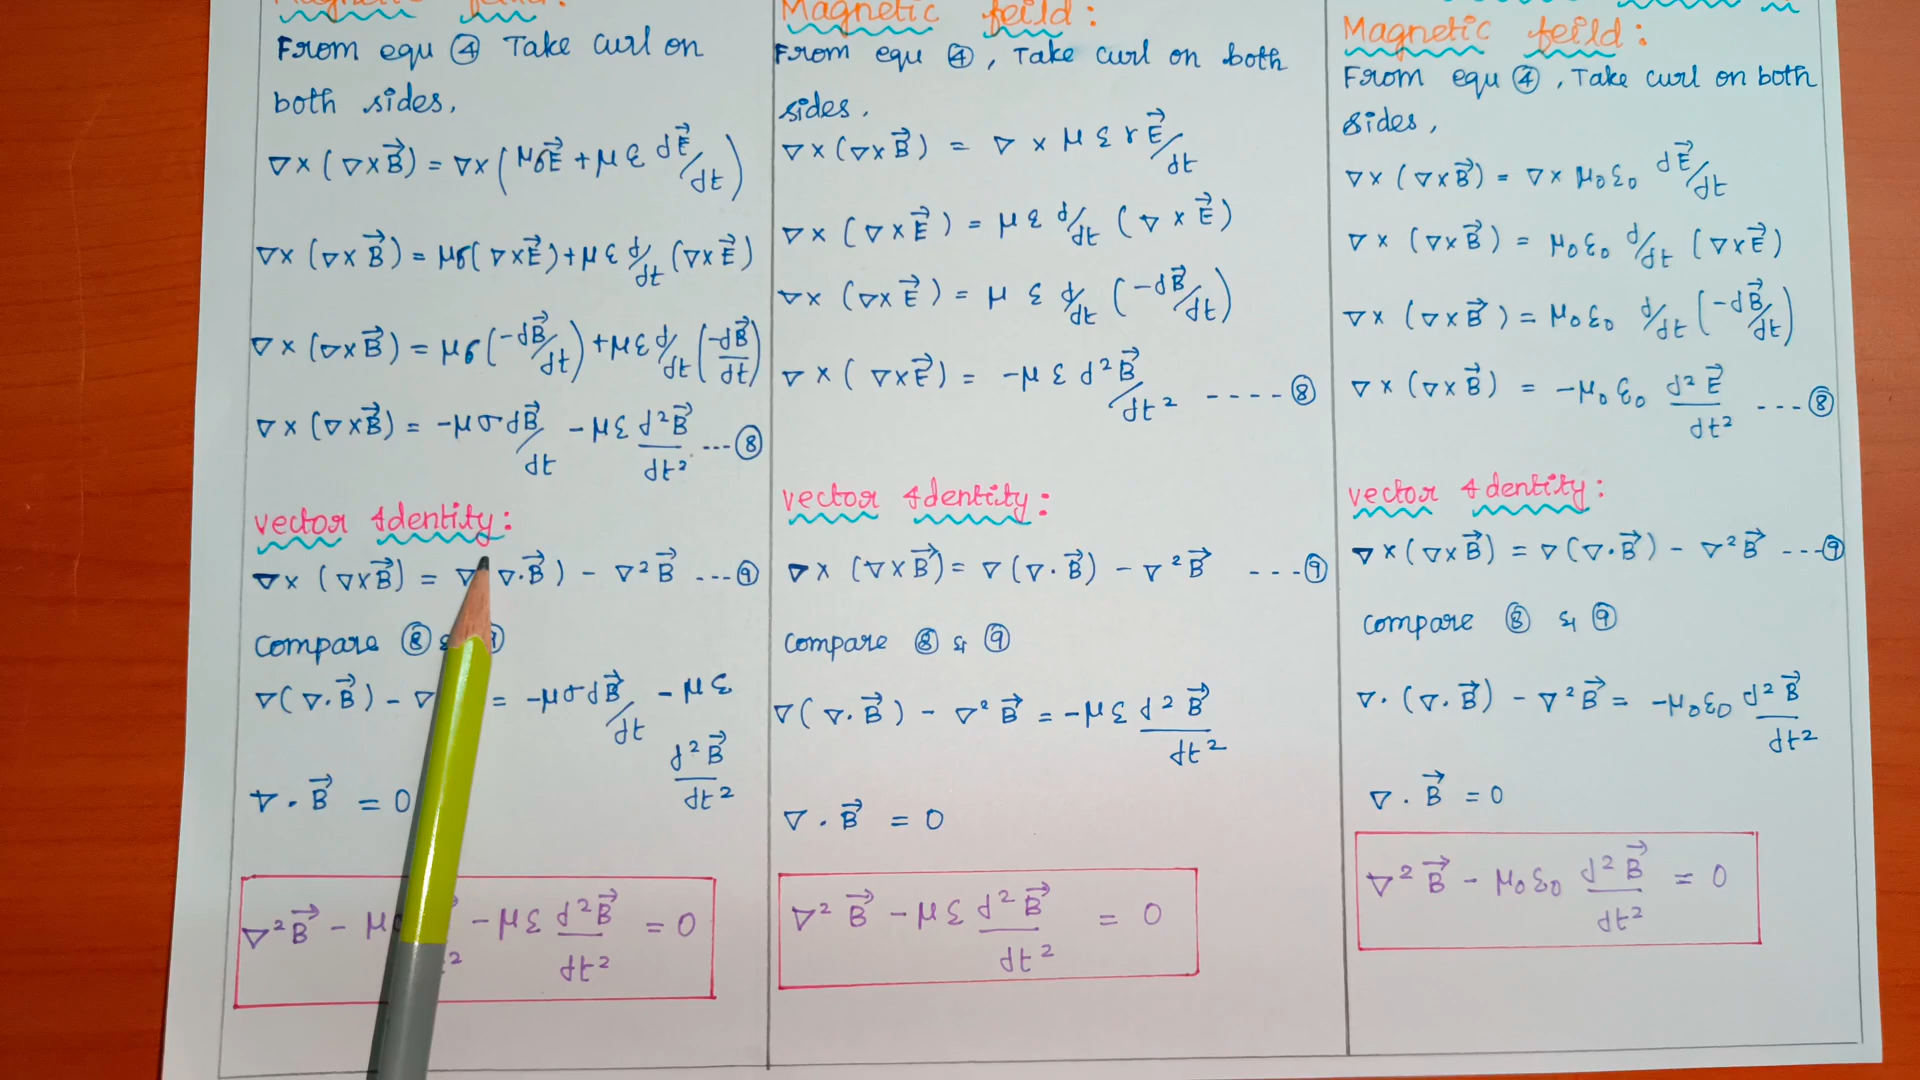 From equ ④ Take curl on
both sides,
∇×(∇×B⃗) = ∇×(μσE⃗ + με dE⃗/dt)
∇×(∇×B⃗) = μσ(∇×E⃗) + με d/dt (∇×E⃗)
∇×(∇×B⃗) = μσ(-dB⃗/dt) + με d/dt (-dB⃗/dt)
∇×(∇×B⃗) = -μσ dB⃗/dt - με d²B⃗/dt² ---⑧
vector Identity:
∇×(∇×B⃗) = ∇ ∇.B⃗) - ∇²B⃗ ---⑨
compare ⑧
∇(∇.B⃗) - ∇ = -μσ dB⃗/dt - με
d²B⃗/dt²
∇.B⃗ = 0
∇²B⃗ - μ - με d²B⃗/dt² = 0
Magnetic feild:
From equ ④, Take curl on both
sides.
∇×(∇×B⃗) = ∇ × με γE⃗/dt
∇×(∇×E⃗) = με d/dt (∇×E⃗)
∇×(∇×E⃗) = με d/dt (-dB⃗/dt)
∇×(∇×E⃗) = -με d²B⃗/dt² ----⑧
vector Identity:
∇×(∇×B⃗) = ∇(∇.B⃗) - ∇²B⃗ ---⑨
compare ⑧ & ⑨
∇(∇.B⃗) - ∇²B⃗ = -με d²B⃗/dt²
∇.B⃗ = 0
∇²B⃗ - με d²B⃗/dt² = 0
Magnetic feild:
From equ ④, Take curl on both
sides,
∇×(∇×B⃗) = ∇× μ₀ε₀ dE⃗/dt
∇×(∇×B⃗) = μ₀ε₀ d/dt (∇×E⃗)
∇×(∇×B⃗) = μ₀ε₀ d/dt (-dB⃗/dt)
∇×(∇×B⃗) = -μ₀ε₀ d²E⃗/dt² ---⑧
vector Identity:
∇×(∇×B⃗) = ∇(∇.B⃗) - ∇²B⃗ ---⑨
compare ⑧ & ⑨
∇.(∇.B⃗) - ∇²B⃗ = -μ₀ε₀ d²B⃗/dt²
∇.B⃗ = 0
∇²B⃗ - μ₀ε₀ d²B⃗/dt² = 0